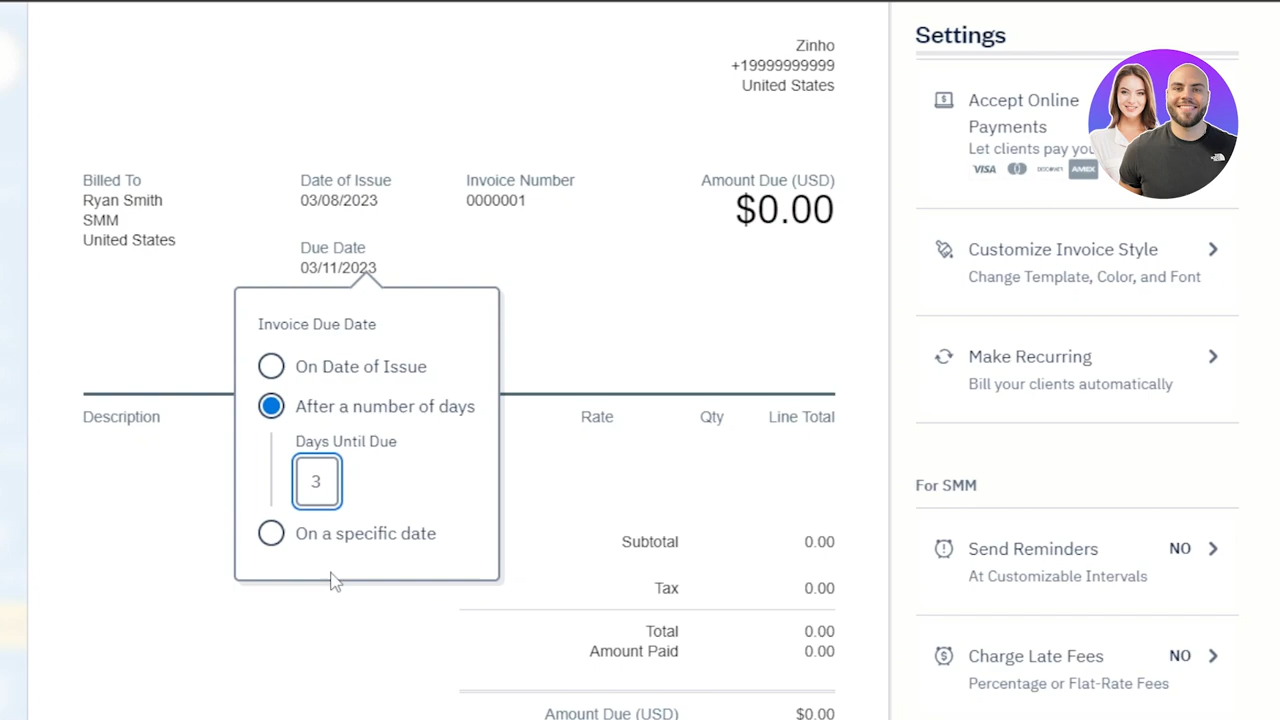 Zinho
+19999999999
United States
Billed To
Ryan Smith
SMM
United States
Date of Issue
03/08/2023
Due Date
03/11/2023
Invoice Number
0000001
Amount Due (USD)
$0.00
Invoice Due Date
On Date of Issue
After a number of days
Days Until Due
3
On a specific date
Description
Rate
Qty
Line Total
Subtotal 0.00
Tax 0.00
Total 0.00
Amount Paid 0.00
Amount Due (USD) $0.00
Settings
Accept Online
Payments
Let clients pay
VISA DISCOVER AMEX
Customize Invoice Style
Change Template, Color, and Font
Make Recurring
Bill your clients automatically
For SMM
Send Reminders NO
At Customizable Intervals
Charge Late Fees NO
Percentage or Flat-Rate Fees